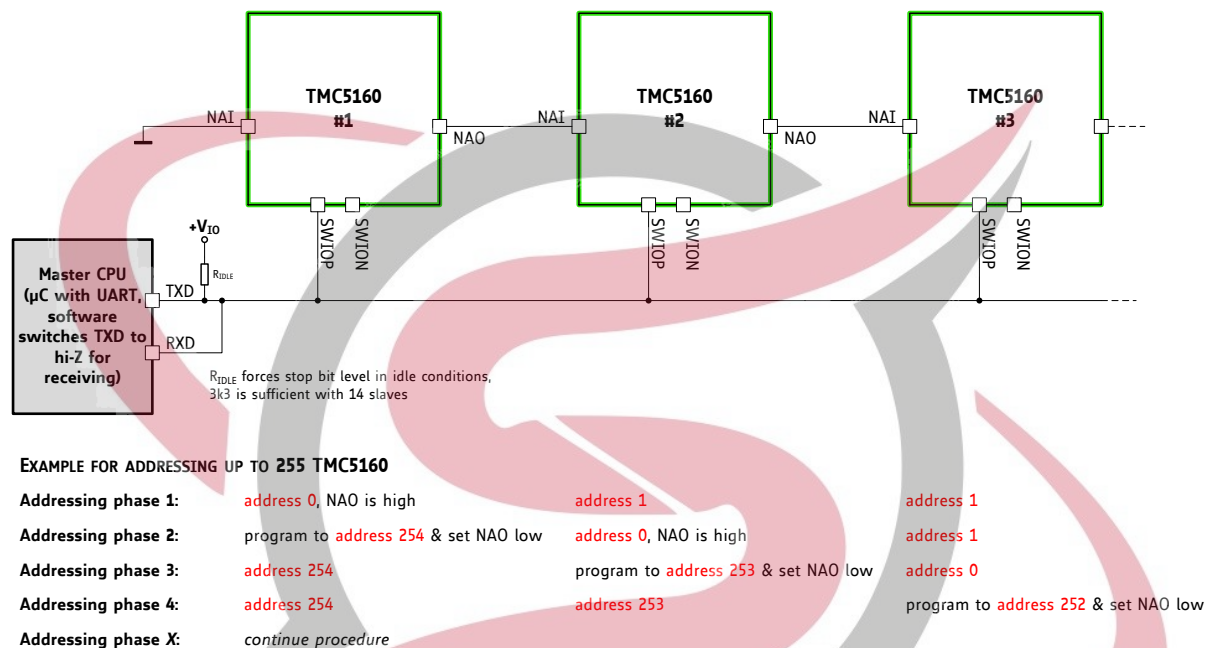 TMC5160
#1
TMC5160
#2
TMC5160
#3
NAI
NAO
NAI
NAO
NAI
SWIOP
SWION
SWIOP
SWION
SWIOP
SWION
+VIO
RIDLE
Master CPU
(µC with UART,
software
switches TXD to
hi-Z for
receiving)
TXD
RXD
RIDLE forces stop bit level in idle conditions,
3k3 is sufficient with 14 slaves
EXAMPLE FOR ADDRESSING UP TO 255 TMC5160
Addressing phase 1: address 0, NAO is high address 1 address 1
Addressing phase 2: program to address 254 & set NAO low address 0, NAO is high address 1
Addressing phase 3: address 254 program to address 253 & set NAO low address 0
Addressing phase 4: address 254 address 253 program to address 252 & set NAO low
Addressing phase X: continue procedure